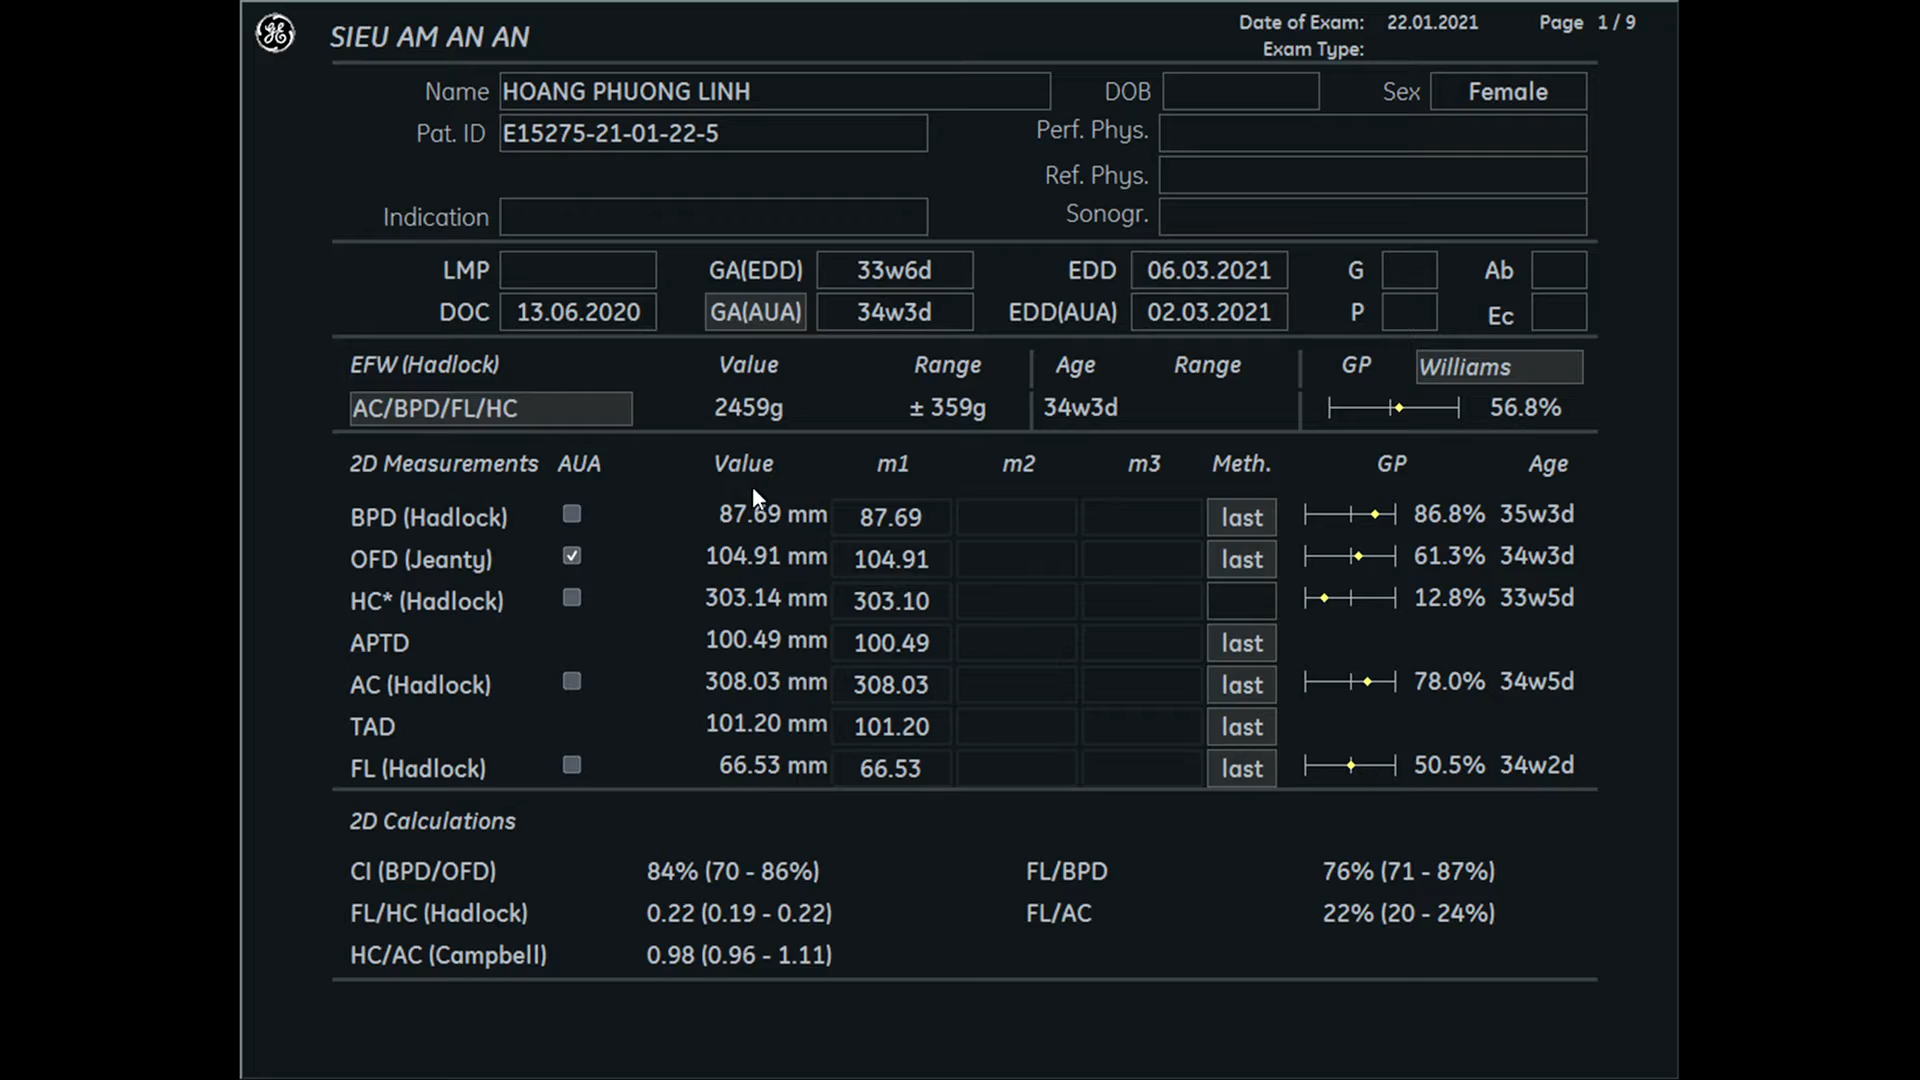 GE SIEU AM AN AN Date of Exam: 22.01.2021 Page 1 / 9
Exam Type:
Name HOANG PHUONG LINH DOB Sex Female
Pat. ID E15275-21-01-22-5 Perf. Phys.
Ref. Phys.
Indication Sonogr.
LMP GA(EDD) 33w6d EDD 06.03.2021 G Ab
DOC 13.06.2020 GA(AUA) 34w3d EDD(AUA) 02.03.2021 P Ec
EFW (Hadlock) Value Range Age Range GP Williams
AC/BPD/FL/HC 2459g ± 359g 34w3d 56.8%
2D Measurements AUA Value m1 m2 m3 Meth. GP Age
BPD (Hadlock) 87.69 mm 87.69 last 86.8% 35w3d
OFD (Jeanty) 104.91 mm 104.91 last 61.3% 34w3d
HC* (Hadlock) 303.14 mm 303.10 12.8% 33w5d
APTD 100.49 mm 100.49 last
AC (Hadlock) 308.03 mm 308.03 last 78.0% 34w5d
TAD 101.20 mm 101.20 last
FL (Hadlock) 66.53 mm 66.53 last 50.5% 34w2d
2D Calculations
CI (BPD/OFD) 84% (70 - 86%) FL/BPD 76% (71 - 87%)
FL/HC (Hadlock) 0.22 (0.19 - 0.22) FL/AC 22% (20 - 24%)
HC/AC (Campbell) 0.98 (0.96 - 1.11)